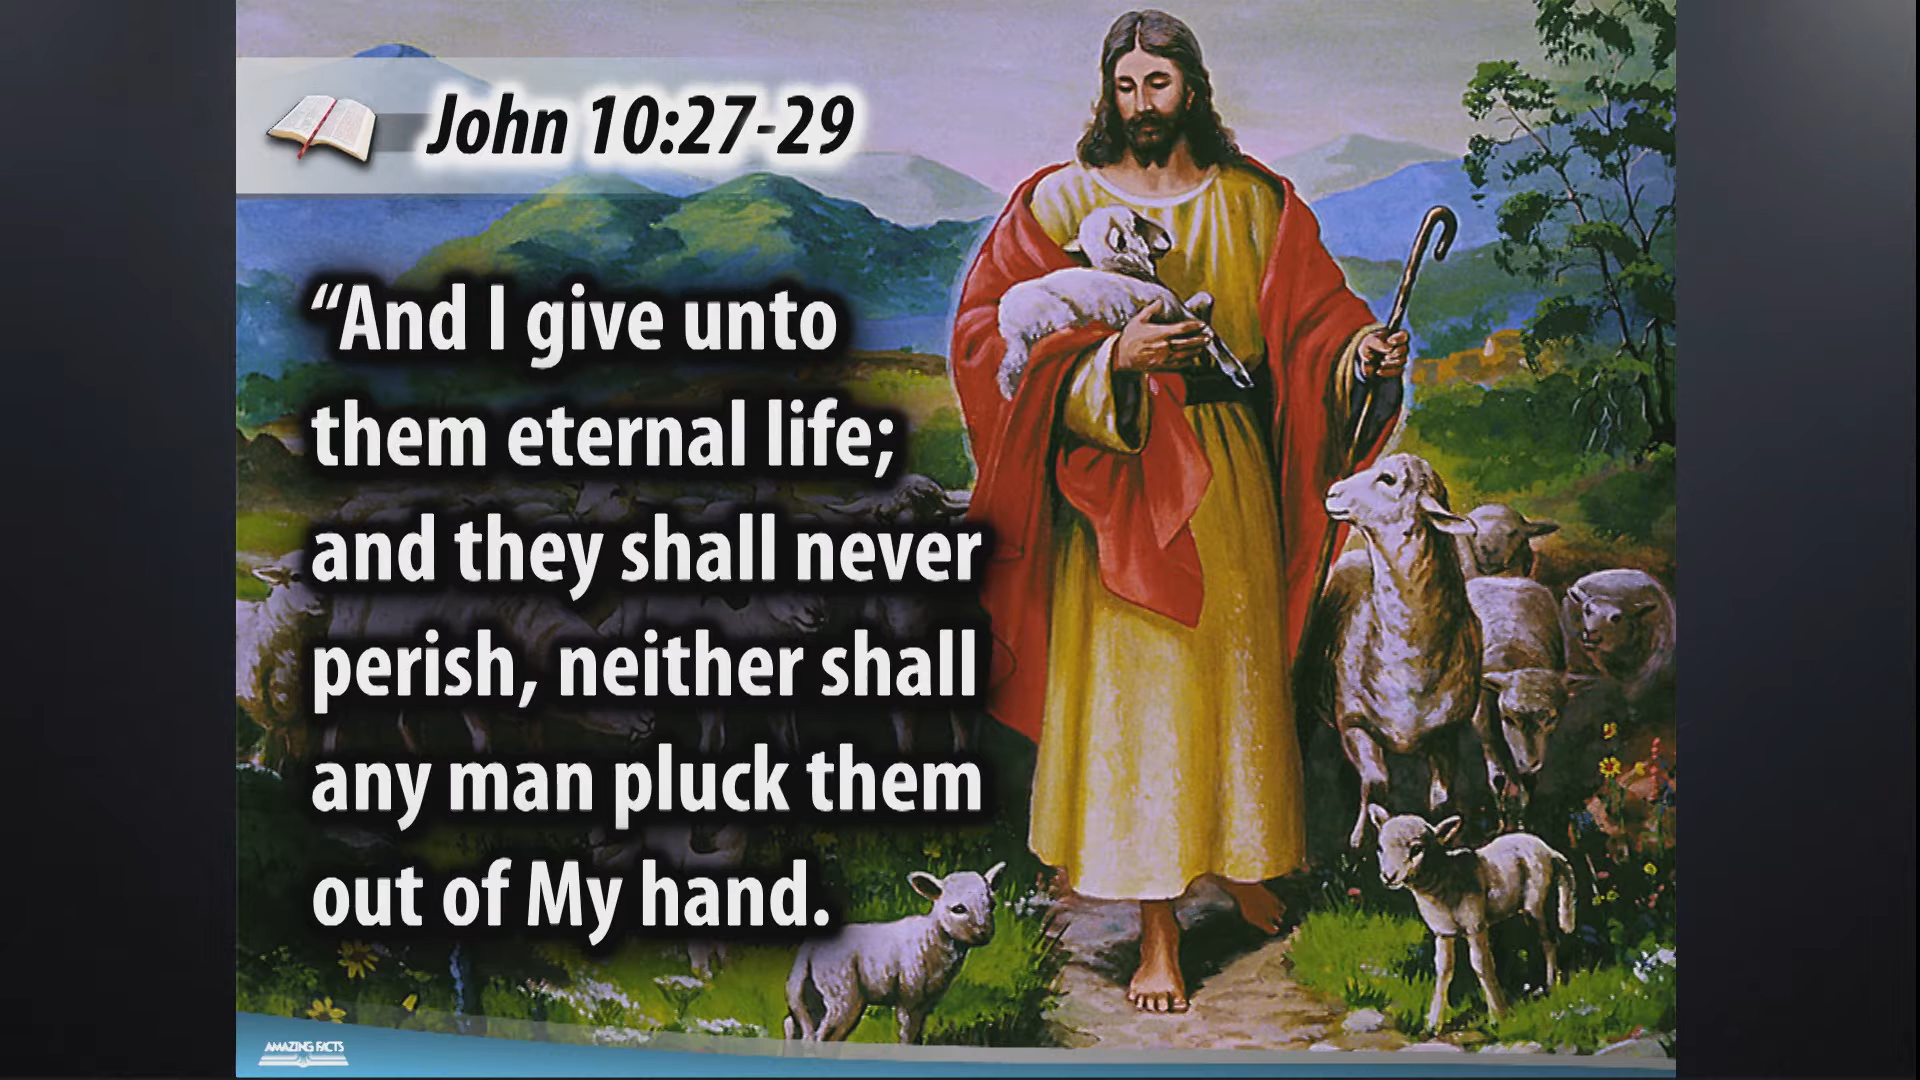 John 10:27-29
“And I give unto
them eternal life;
and they shall never
perish, neither shall
any man pluck them
out of My hand.
AMAZING FACTS